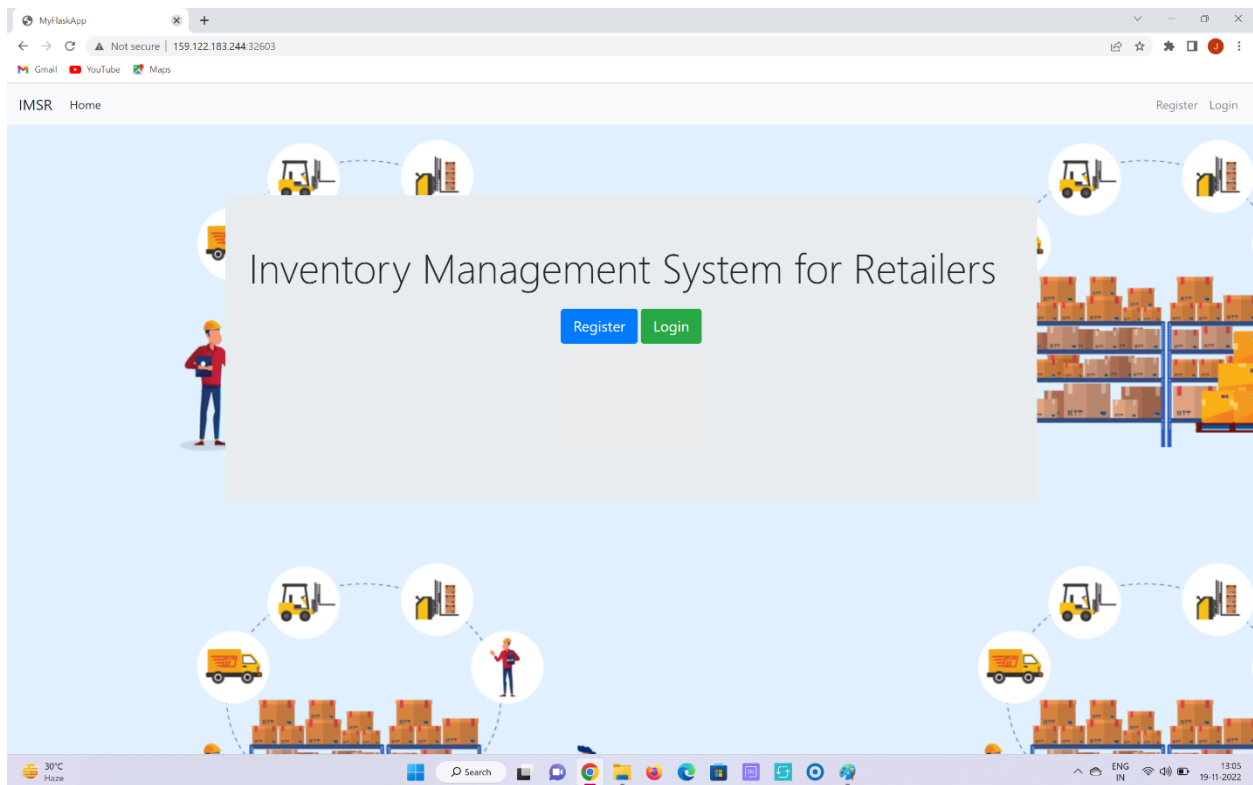 MyFlaskApp
Not secure | 159.122.183.244:32603
Gmail YouTube Maps
IMSR Home Register Login
Inventory Management System for Retailers
Register Login
30°C
Haze
Search
ENG
IN
13:05
19-11-2022